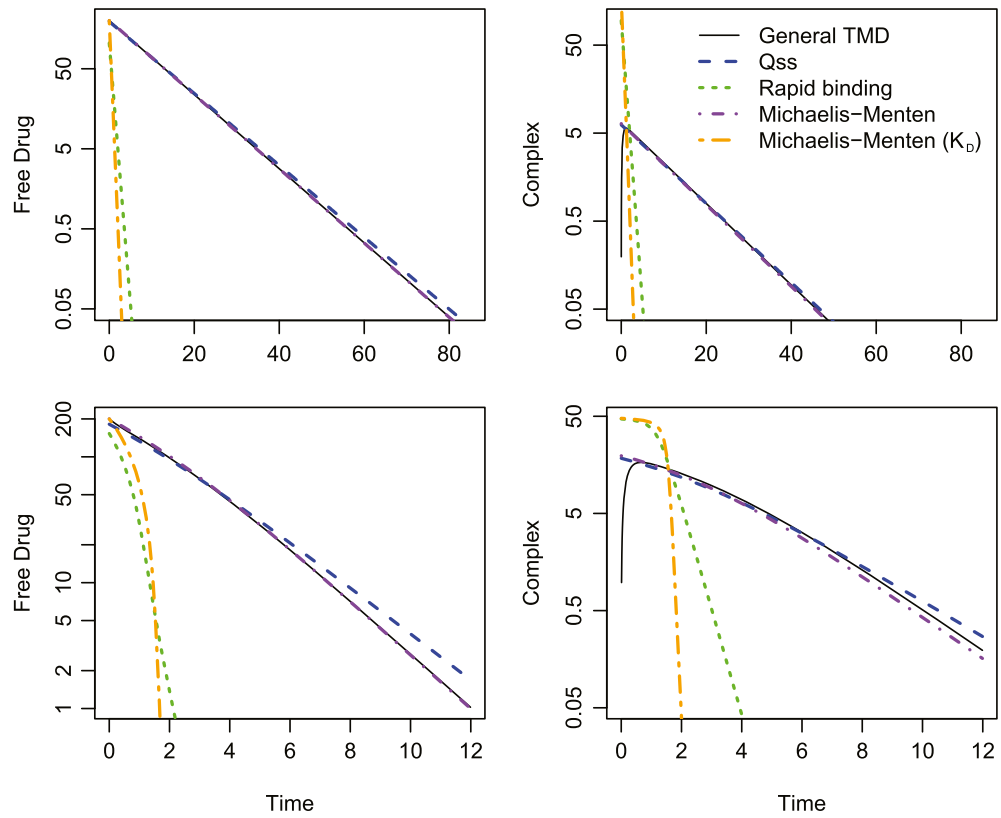 Free Drug
50
5
0.5
0.05
0 20 40 60 80
Complex
50
5
0.5
0.05
0 20 40 60 80
General TMD
Qss
Rapid binding
Michaelis−Menten
Michaelis−Menten (KD)
Free Drug
200
50
10
5
2
1
0 2 4 6 8 10 12
Time
Complex
50
5
0.5
0.05
0 2 4 6 8 10 12
Time